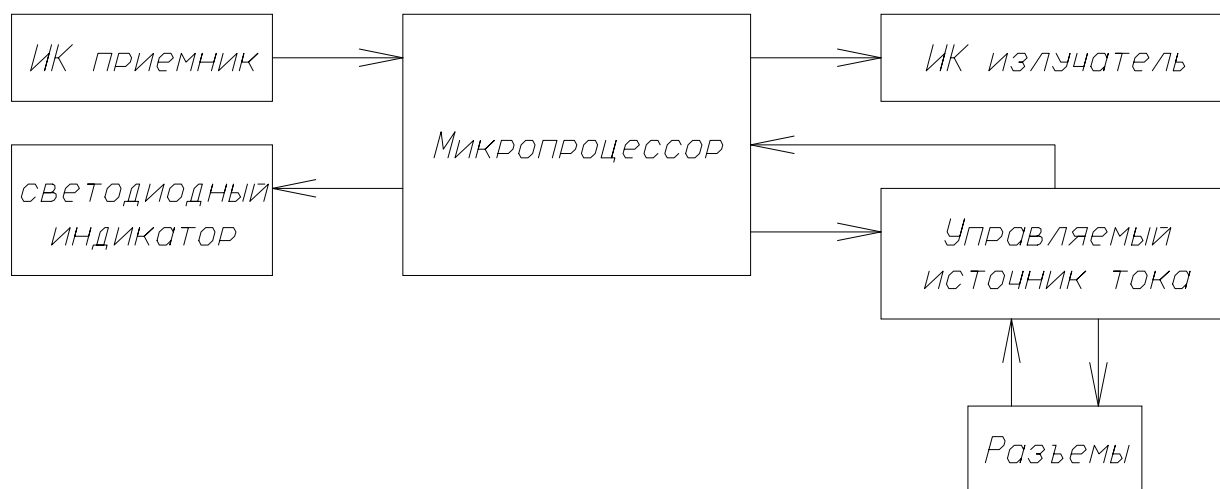 ИК приемник
Микропроцессор
ИК излучатель
светодиодный
индикатор
Управляемый
источник тока
Разъемы